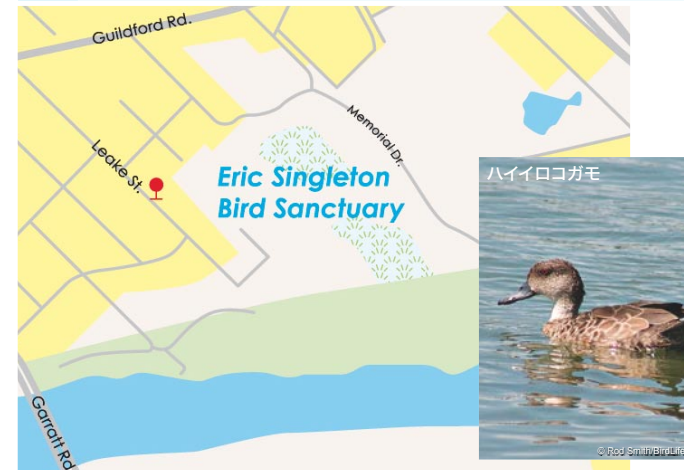 Guildford Rd.
Memorial Dr.
Leake St.
Eric Singleton
Bird Sanctuary
ハイイロコガモ
Garratt Rd
© Rod Smith/BirdLife